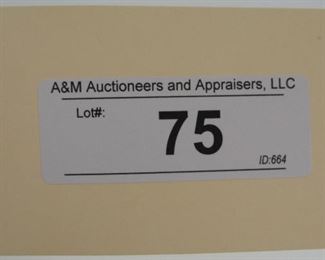 A&M Auctioneers and Appraisers, LLC
Lot#:
75
ID:664